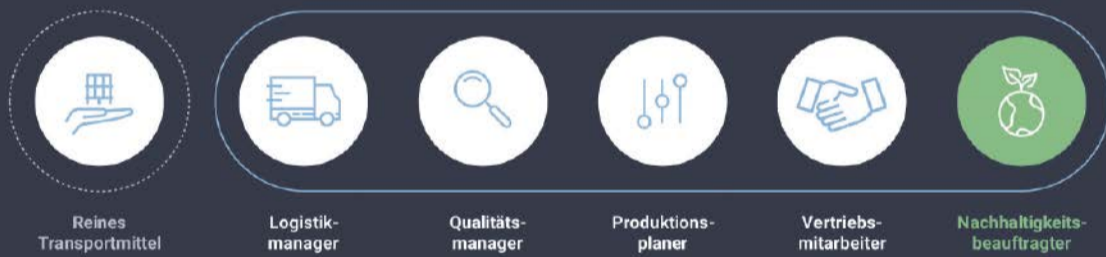 Reines
Transportmittel
Logistik-
manager
Qualitäts-
manager
Produktions-
planer
Vertriebs-
mitarbeiter
Nachhaltigkeits-
beauftragter